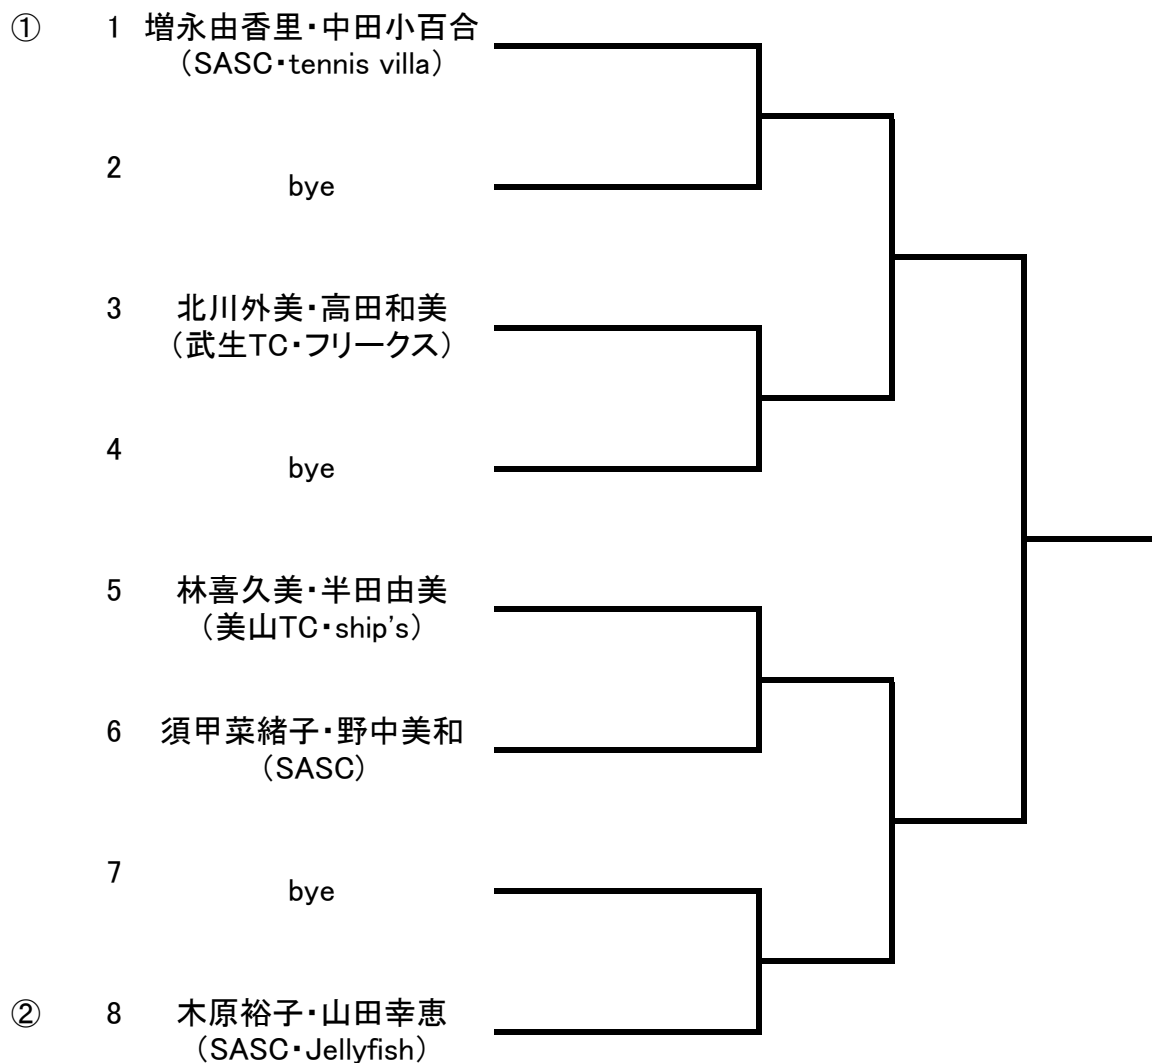 ① 1 増永由香里・中田小百合
（SASC・tennis villa）
2 bye
3 北川外美・高田和美
（武生TC・フリークス）
4 bye
5 林喜久美・半田由美
（美山TC・ship’s）
6 須甲菜緒子・野中美和
（SASC）
7 bye
② 8 木原裕子・山田幸恵
（SASC・Jellyfish）